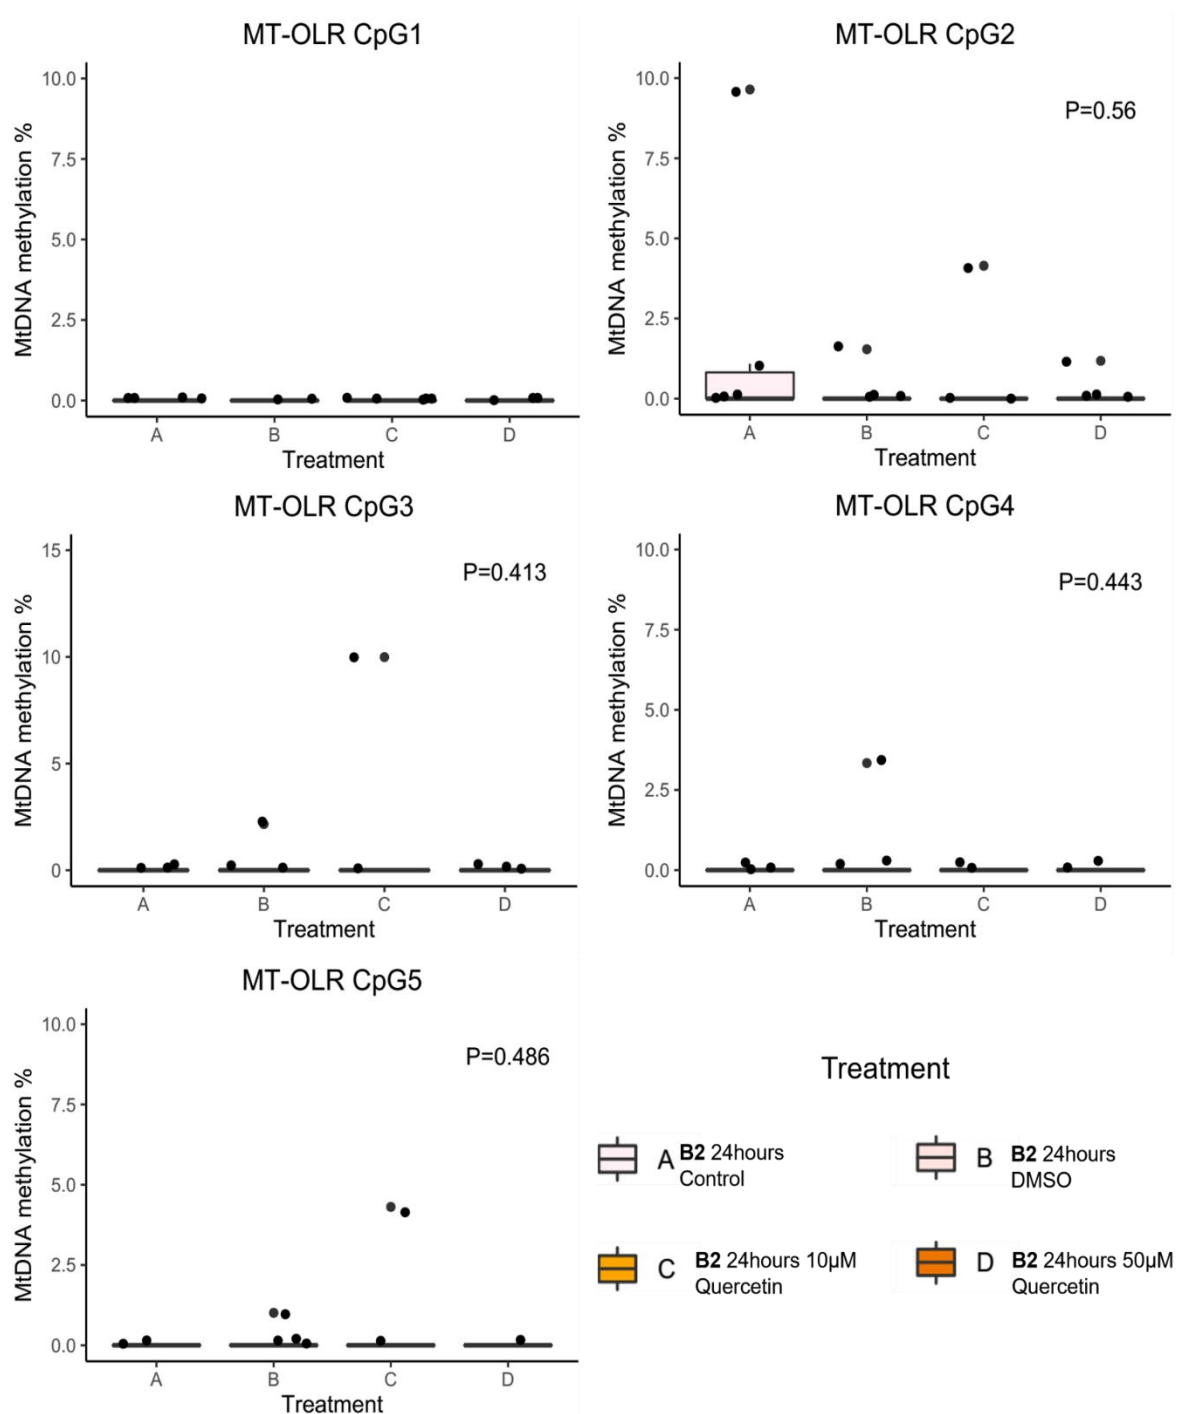 MT-OLR CpG1
MtDNA methylation %
10.0
7.5
5.0
2.5
0.0
A B C D
Treatment
MT-OLR CpG2
P=0.56
MtDNA methylation %
10.0
7.5
5.0
2.5
0.0
A B C D
Treatment
MT-OLR CpG3
P=0.413
MtDNA methylation %
15
10
5
0
A B C D
Treatment
MT-OLR CpG4
P=0.443
MtDNA methylation %
10.0
7.5
5.0
2.5
0.0
A B C D
Treatment
MT-OLR CpG5
P=0.486
MtDNA methylation %
10.0
7.5
5.0
2.5
0.0
A B C D
Treatment
Treatment
A B2 24hours
Control
B B2 24hours
DMSO
C B2 24hours 10µM
Quercetin
D B2 24hours 50µM
Quercetin